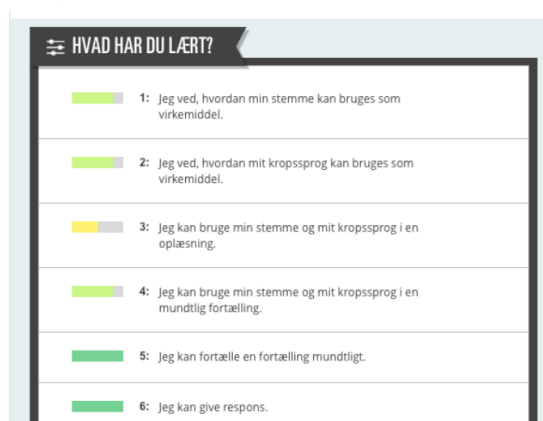 HVAD HAR DU LÆRT?
1: Jeg ved, hvordan min stemme kan bruges som
virkemiddel.
2: Jeg ved, hvordan mit kropssprog kan bruges som
virkemiddel.
3: Jeg kan bruge min stemme og mit kropssprog i en
oplæsning.
4: Jeg kan bruge min stemme og mit kropssprog i en
mundtlig fortælling.
5: Jeg kan fortælle en fortælling mundtligt.
6: Jeg kan give respons.